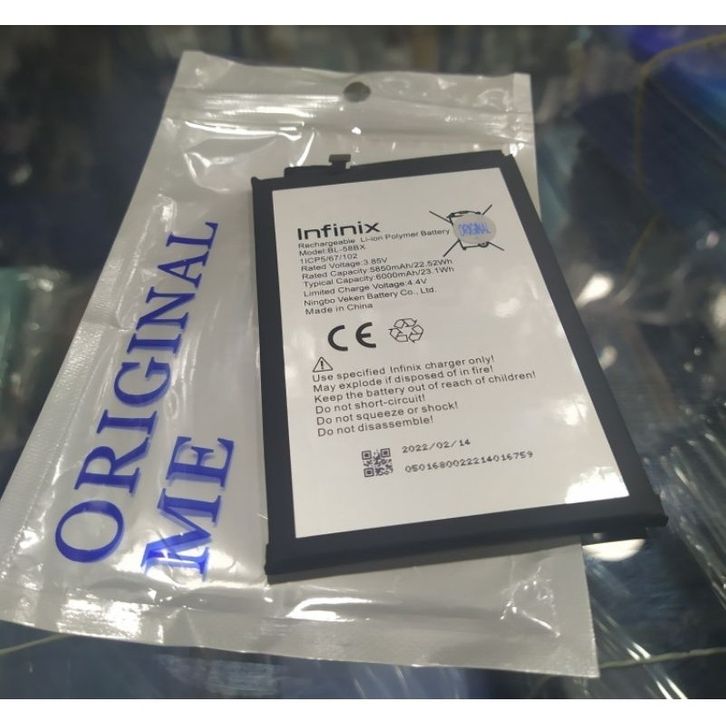 ORIGINAL
ME
Infinix
Rechargeable Li-ion Polymer Battery
Model:BL-58BX
1ICP5/67/102
Rated Voltage:3.85V
Rated Capacity:5850mAh/22.52Wh
Typical Capacity:6000mAh/23.1Wh
Limited Charge Voltage:4.4V
Ningbo Veken Battery Co., Ltd.
Made in China
ORIGINAL
CE
Use specified Infinix charger only!
May explode if disposed of in fire!
Keep the battery out of reach of children!
Do not short-circuit!
Do not squeeze or shock!
Do not disassemble!
2022/02/14
0501680022214016759